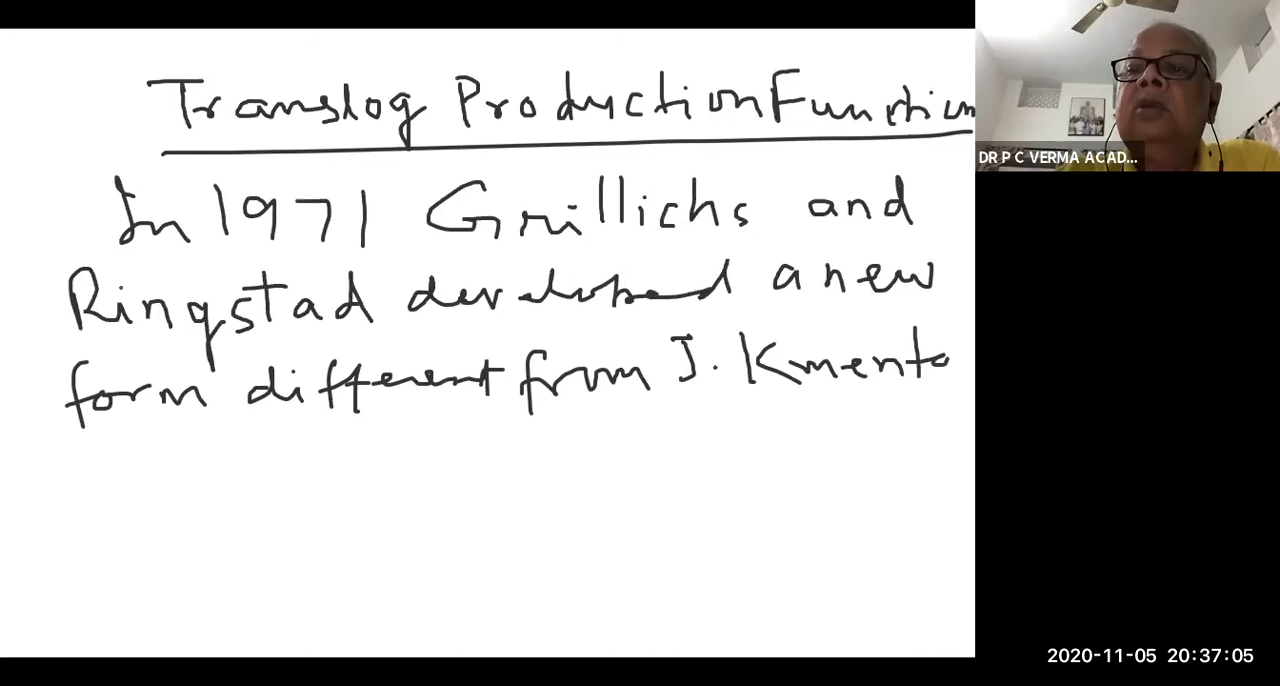 Translog Production Function
In 1971 Grillichs and
Ringstad developed a new
form different from J. Kmenta
DR P C VERMA ACAD...
2020-11-05 20:37:05